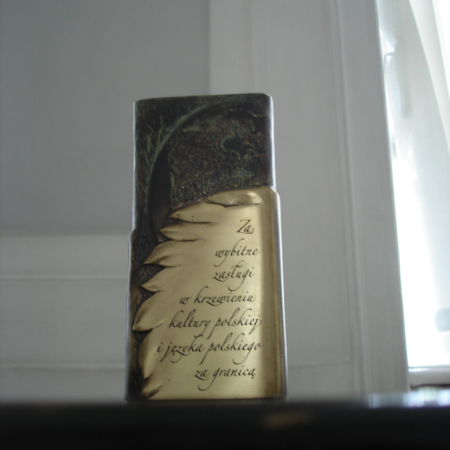 Za
wybitne
zasługi
w krzewieniu
kultury polskiej
i języka polskiego
za granicą